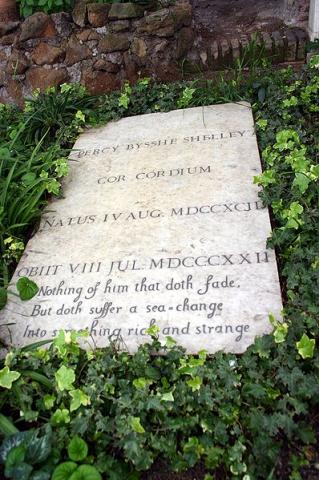 PERCY BYSSHE SHELLEY
COR CORDIUM
NATUS IV AUG. MDCCXCII
OBIIT VIII JUL. MDCCCXXII
Nothing of him that doth fade,
But doth suffer a sea-change
Into something rich and strange